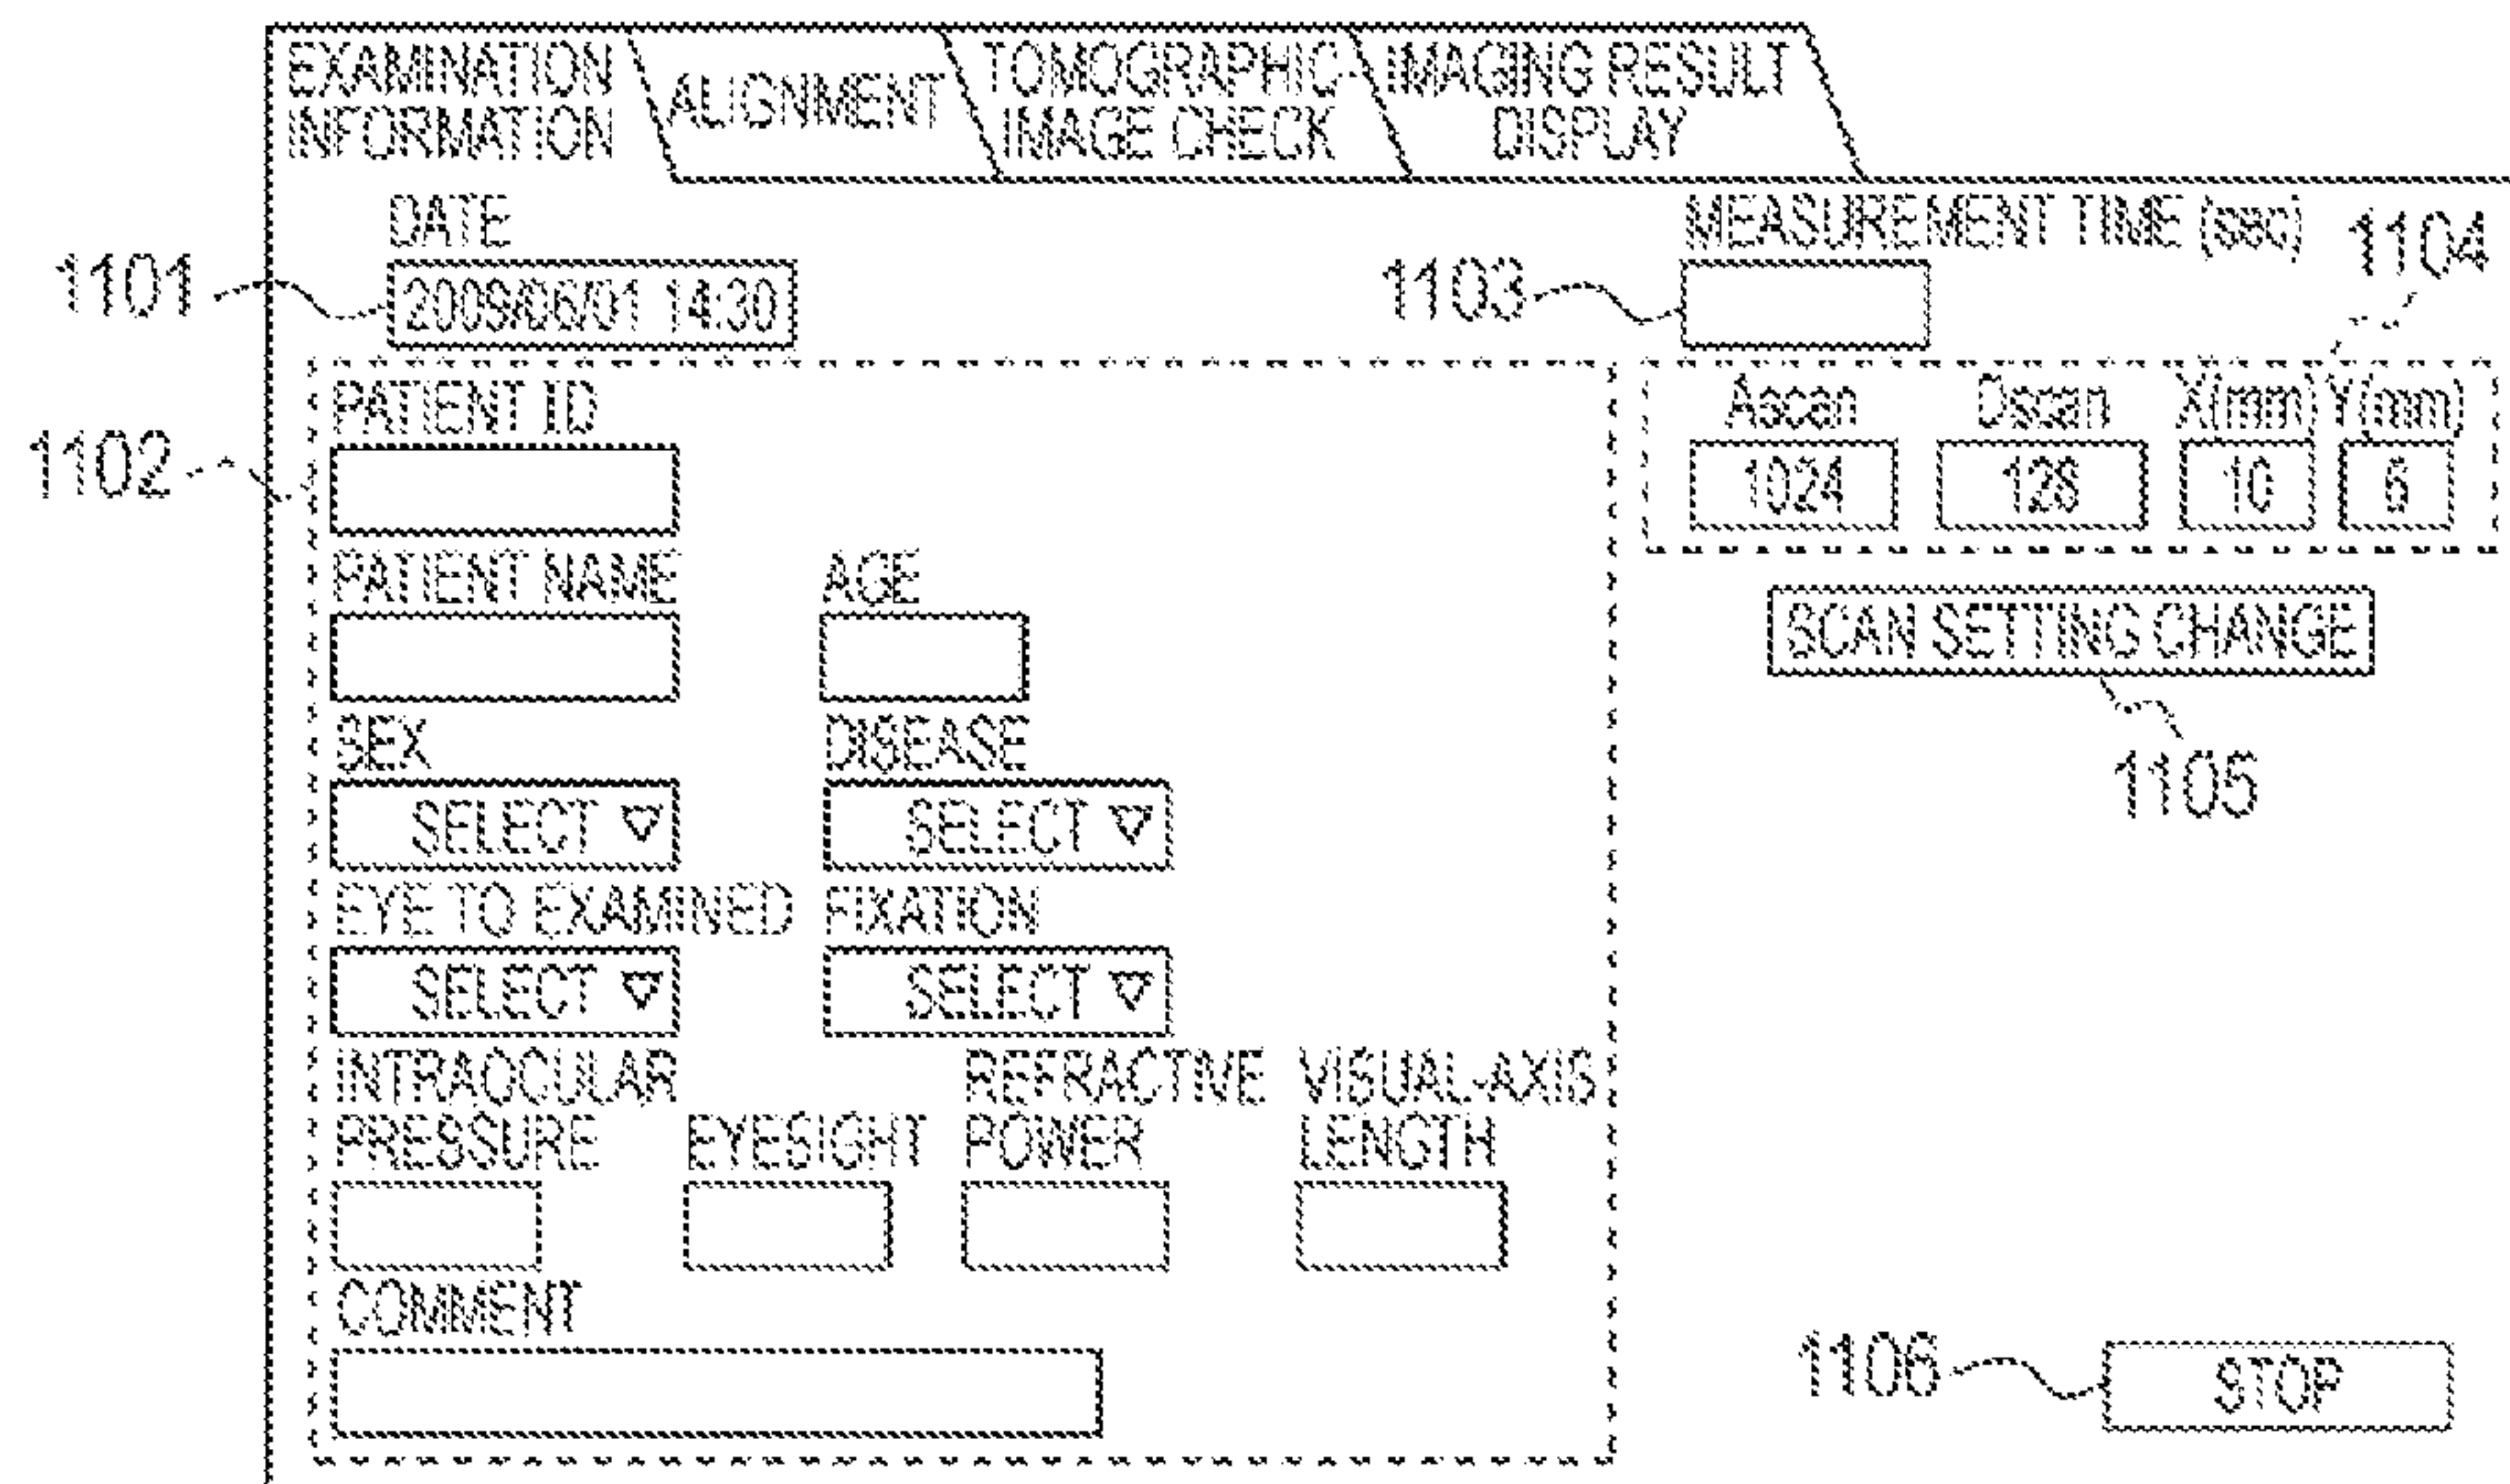 EXAMINATION
INFORMATION
ALIGNMENT
TOMOGRAPHIC-
IMAGE CHECK
IMAGING RESULT
DISPLAY
DATE
1101
2009/06/01 14:30
MEASUREMENT TIME (sec)
1103
1104
1102
PATIENT ID
Ascan
Bscan
X(mm)
Y(mm)
1024
128
10
6
PATIENT NAME
AGE
SCAN SETTING CHANGE
1105
SEX
DISEASE
SELECT ▽
SELECT ▽
EYE TO EXAMINED
FIXATION
SELECT ▽
SELECT ▽
INTRAOCULAR
PRESSURE
EYESIGHT
REFRACTIVE
POWER
VISUAL-AXIS
LENGTH
COMMENT
1106
STOP